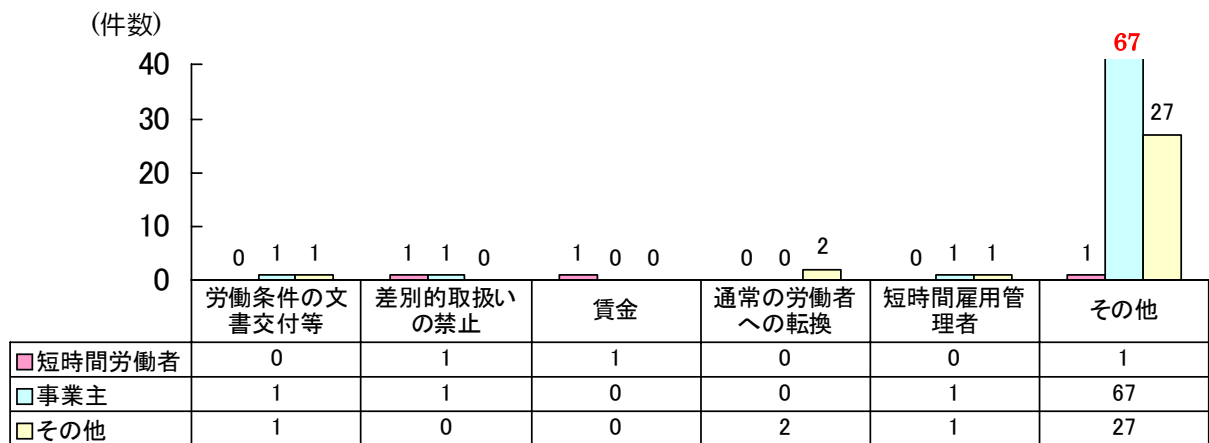 (件数)
67
40
27
30
20
10
0 1 1 1 1 0 1 0 0 0 0 2 0 1 1 1
0
労働条件の文書交付等 差別的取扱いの禁止 賃金 通常の労働者への転換 短時間雇用管理者 その他
短時間労働者 0 1 1 0 0 1
事業主 1 1 0 0 1 67
その他 1 0 0 2 1 27